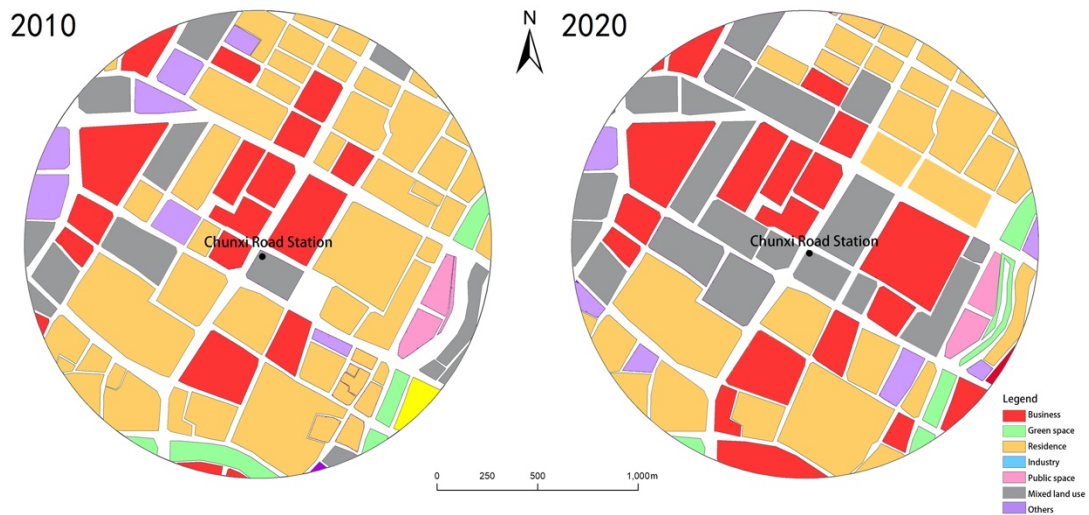 2010
N
2020
Chunxi Road Station
Chunxi Road Station
Legend
Business
Green space
Residence
Industry
Public space
Mixed land use
Others
0 250 500 1,000m